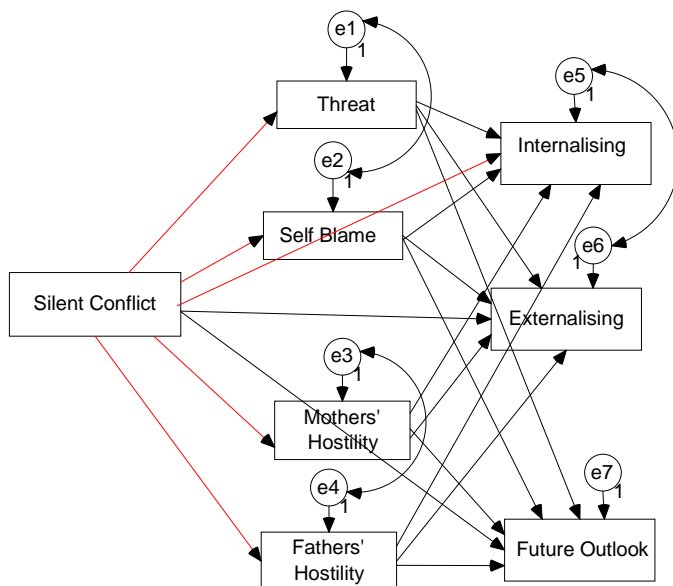 e1
1
Threat
e5
1
Internalising
e2
1
Self Blame
e6
1
Externalising
Silent Conflict
e3
1
Mothers'
Hostility
e4
1
Fathers'
Hostility
e7
1
Future Outlook